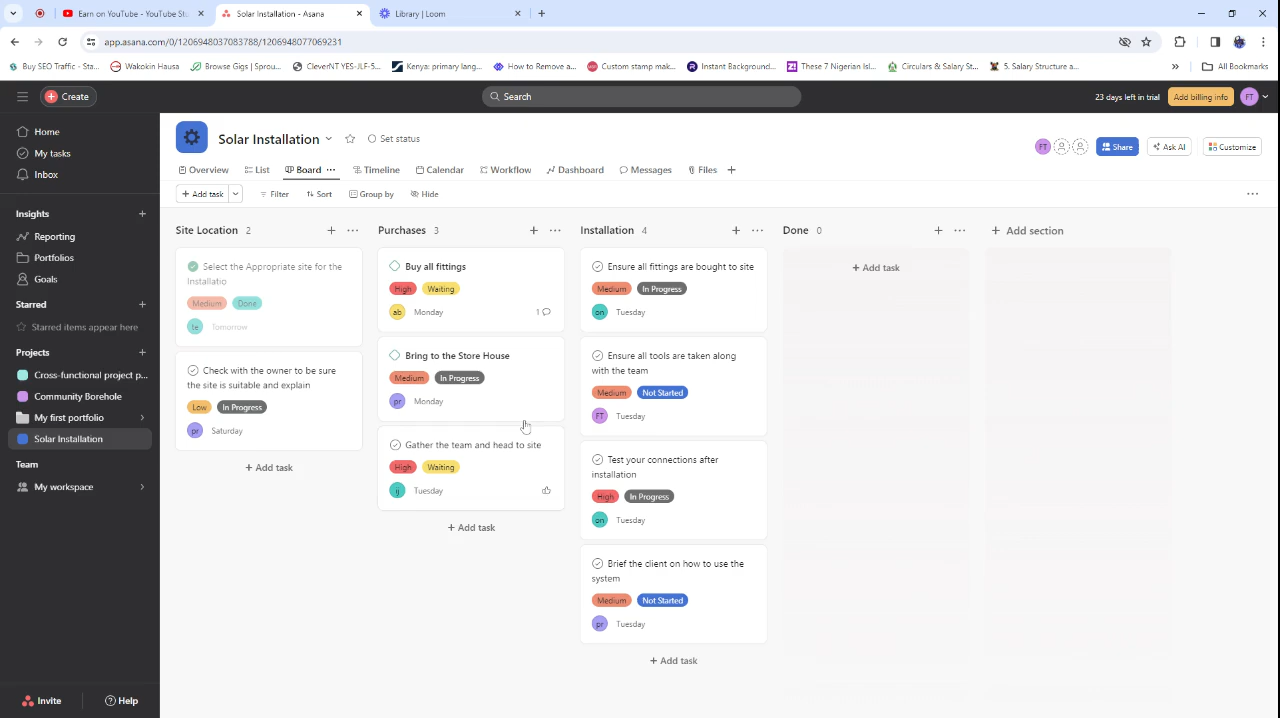 Earn on YouTube - YouTube Stu
Solar Installation - Asana
Library | Loom
app.asana.com/0/1206948037083788/1206948077069231
Buy SEO Traffic - Sta...
Wakokin Hausa
Browse Gigs | Sprou...
CleverNT YES-JLF-5...
Kenya: primary lang...
How to Remove a...
Custom stamp mak...
Instant Background...
These 7 Nigerian Isl...
Circulars & Salary St...
5. Salary Structure a...
All Bookmarks
Create
Search
23 days left in trial
Add billing info
FT
Home
My tasks
Inbox
Insights
Reporting
Portfolios
Goals
Starred
Starred items appear here
Projects
Cross-functional project p...
Community Borehole
My first portfolio
Solar Installation
Team
My workspace
Invite
Help
Solar Installation
Set status
FT
Share
Ask AI
Customize
Overview
List
Board
Timeline
Calendar
Workflow
Dashboard
Messages
Files
Add task
Filter
Sort
Group by
Hide
Site Location 2
Select the Appropriate site for the
Installatio
Medium Done
te Tomorrow
Check with the owner to be sure
the site is suitable and explain
Low In Progress
pr Saturday
+ Add task
Purchases 3
Buy all fittings
High Waiting
ab Monday 1
Bring to the Store House
Medium In Progress
pr Monday
Gather the team and head to site
High Waiting
ij Tuesday
+ Add task
Installation 4
Ensure all fittings are bought to site
Medium In Progress
on Tuesday
Ensure all tools are taken along
with the team
Medium Not Started
FT Tuesday
Test your connections after
installation
High In Progress
on Tuesday
Brief the client on how to use the
system
Medium Not Started
pr Tuesday
+ Add task
Done 0
+ Add task
+ Add section